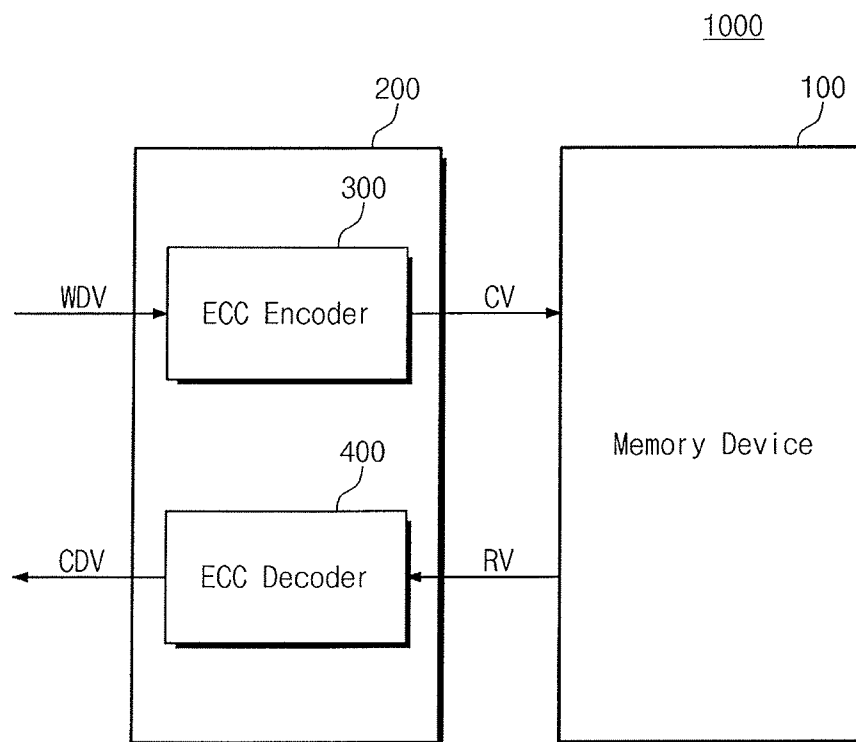 1000
200
100
300
WDV
ECC Encoder
CV
Memory Device
400
CDV
ECC Decoder
RV